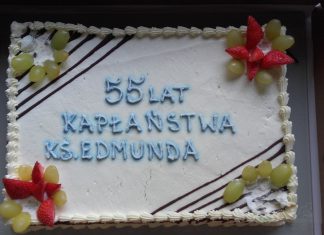 55 LAT
KAPŁAŃSTWA
KS. EDMUNDA